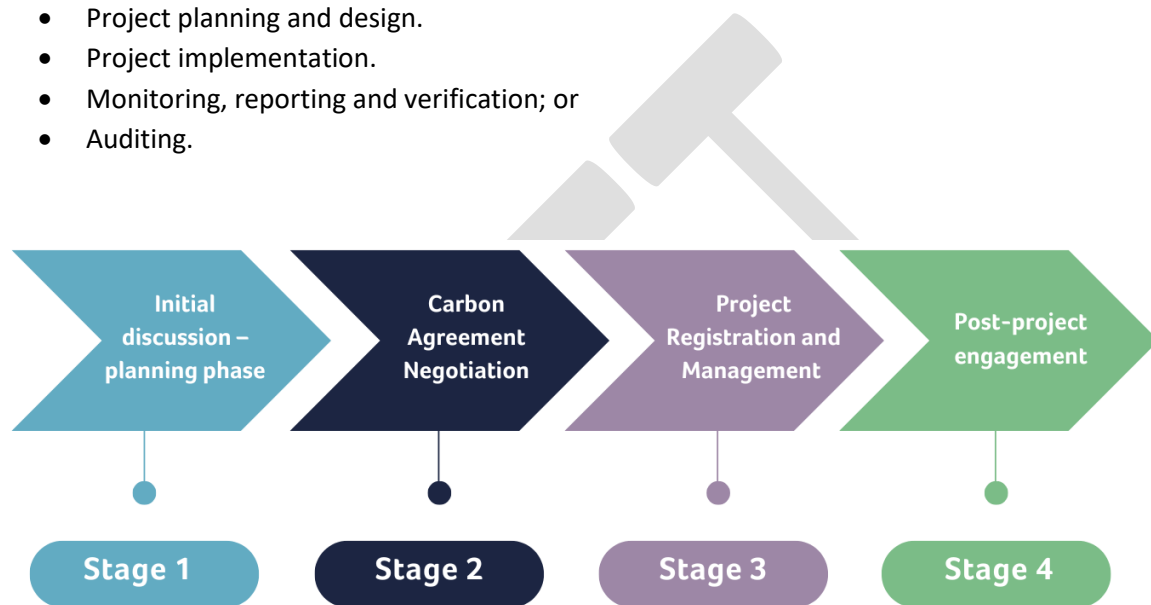 • Project planning and design.
• Project implementation.
• Monitoring, reporting and verification; or
• Auditing.
Initial
discussion –
planning phase
Carbon
Agreement
Negotiation
Project
Registration and
Management
Post-project
engagement
Stage 1
Stage 2
Stage 3
Stage 4